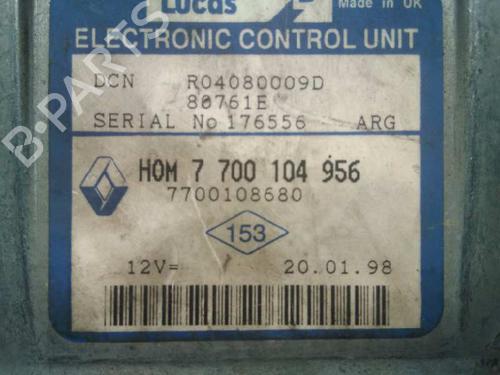 Lucas
Made in UK
ELECTRONIC CONTROL UNIT
DCN R04080009D
80761E
SERIAL No 176556 ARG
HOM 7 700 104 956
7700108680
153
12V= 20.01.98
B-PARTS